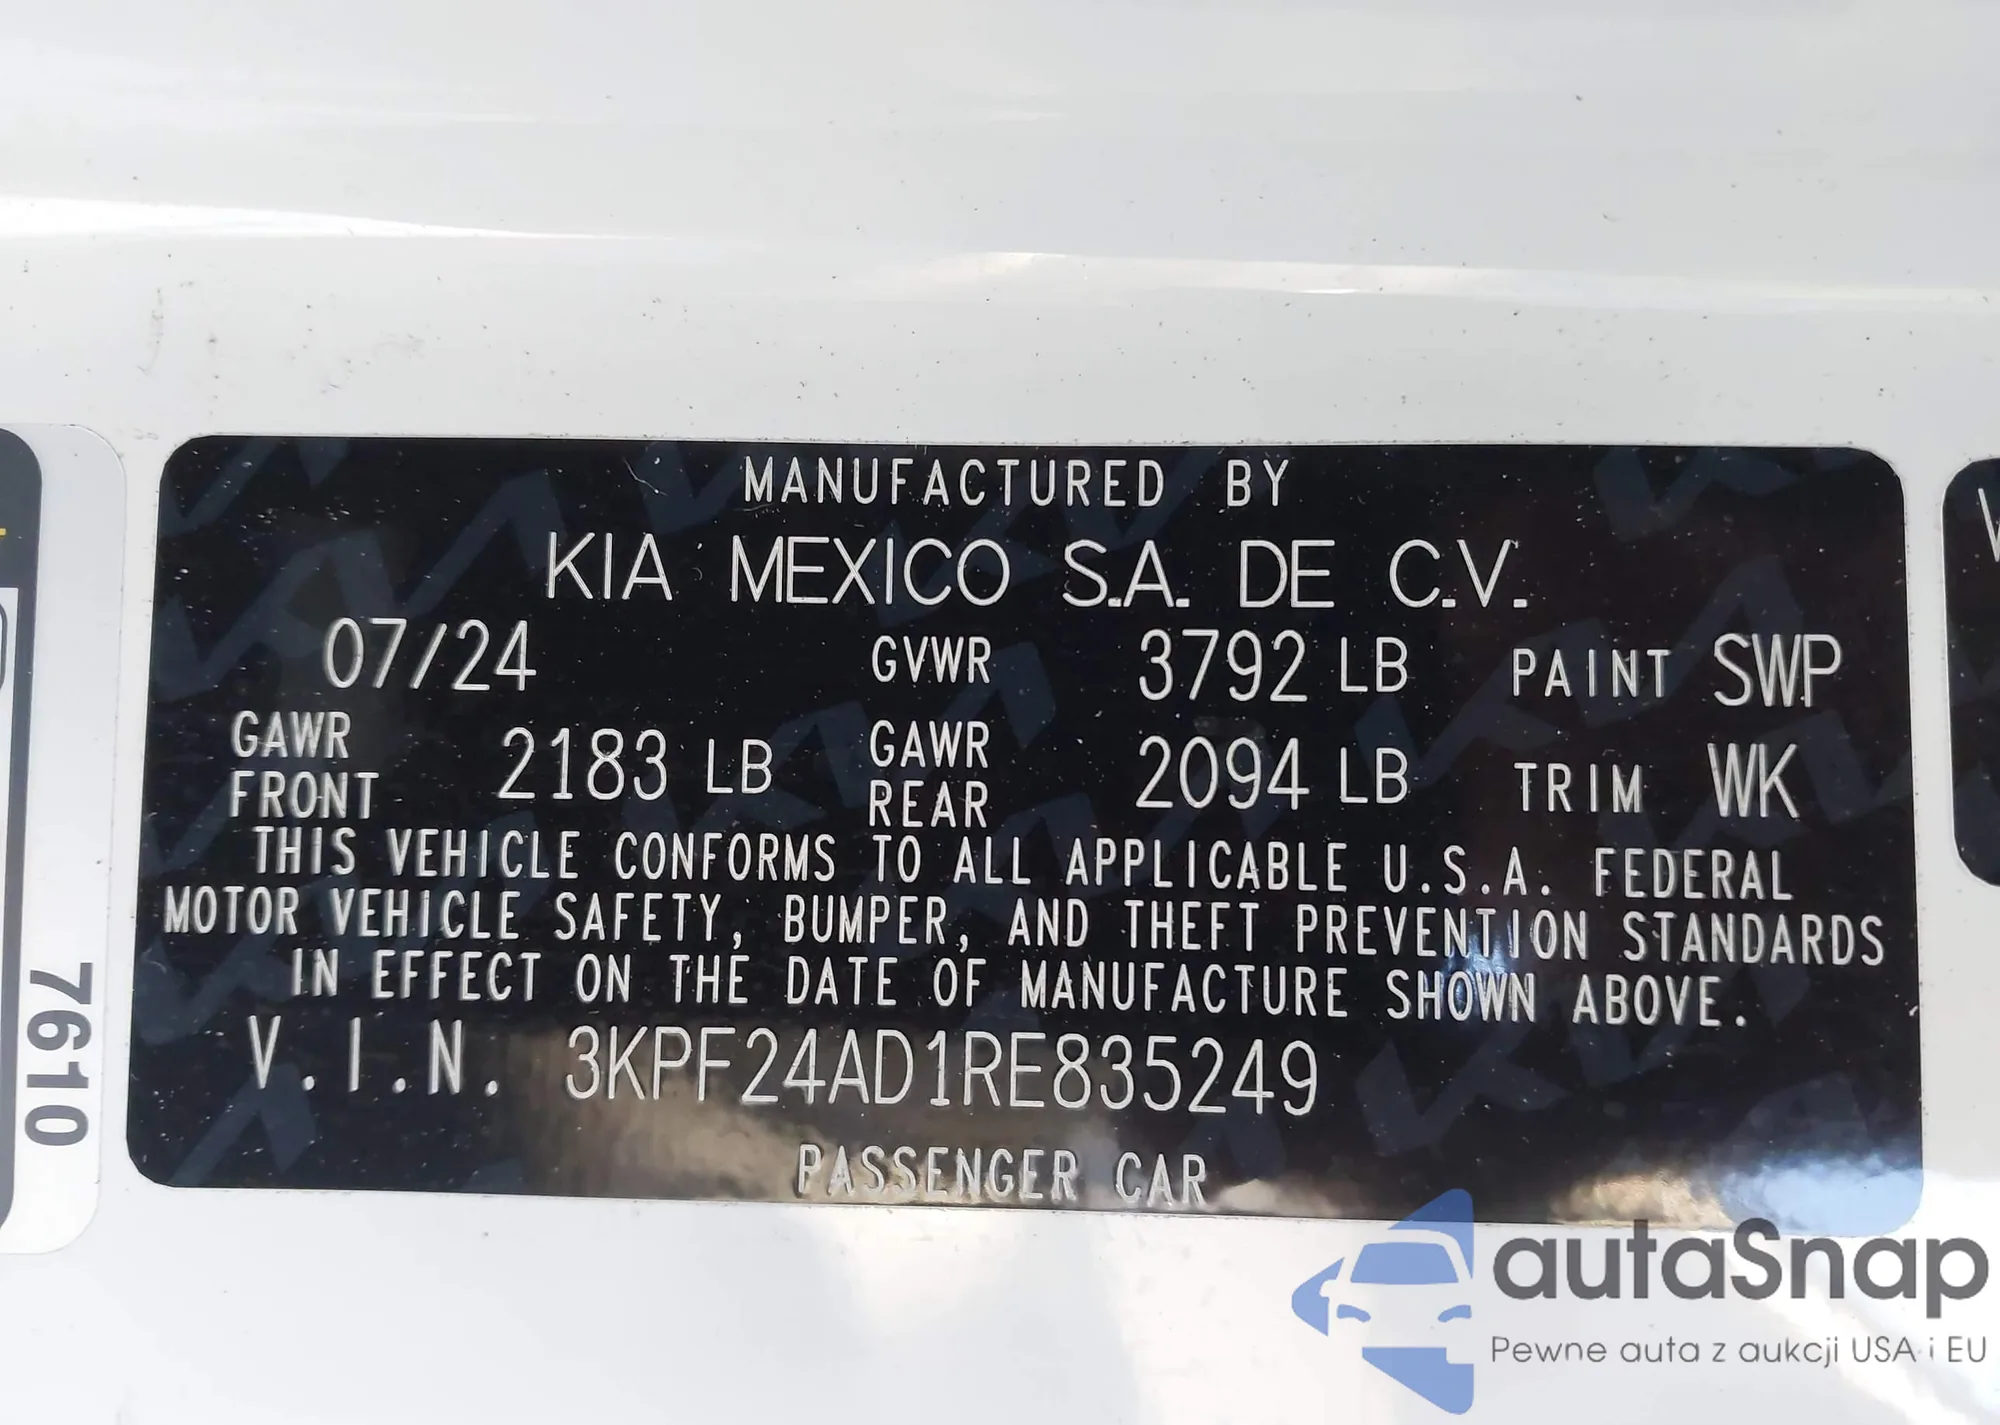 MANUFACTURED BY
KIA MEXICO S.A. DE C.V.
07/24 GVWR 3792 LB PAINT SWP
GAWR FRONT 2183 LB GAWR REAR 2094 LB TRIM WK
THIS VEHICLE CONFORMS TO ALL APPLICABLE U.S.A. FEDERAL
MOTOR VEHICLE SAFETY, BUMPER, AND THEFT PREVENTION STANDARDS
IN EFFECT ON THE DATE OF MANUFACTURE SHOWN ABOVE.
V.I.N. 3KPF24AD1RE835249
PASSENGER CAR
7610
autaSnap
Pewne auta z aukcji USA i EU